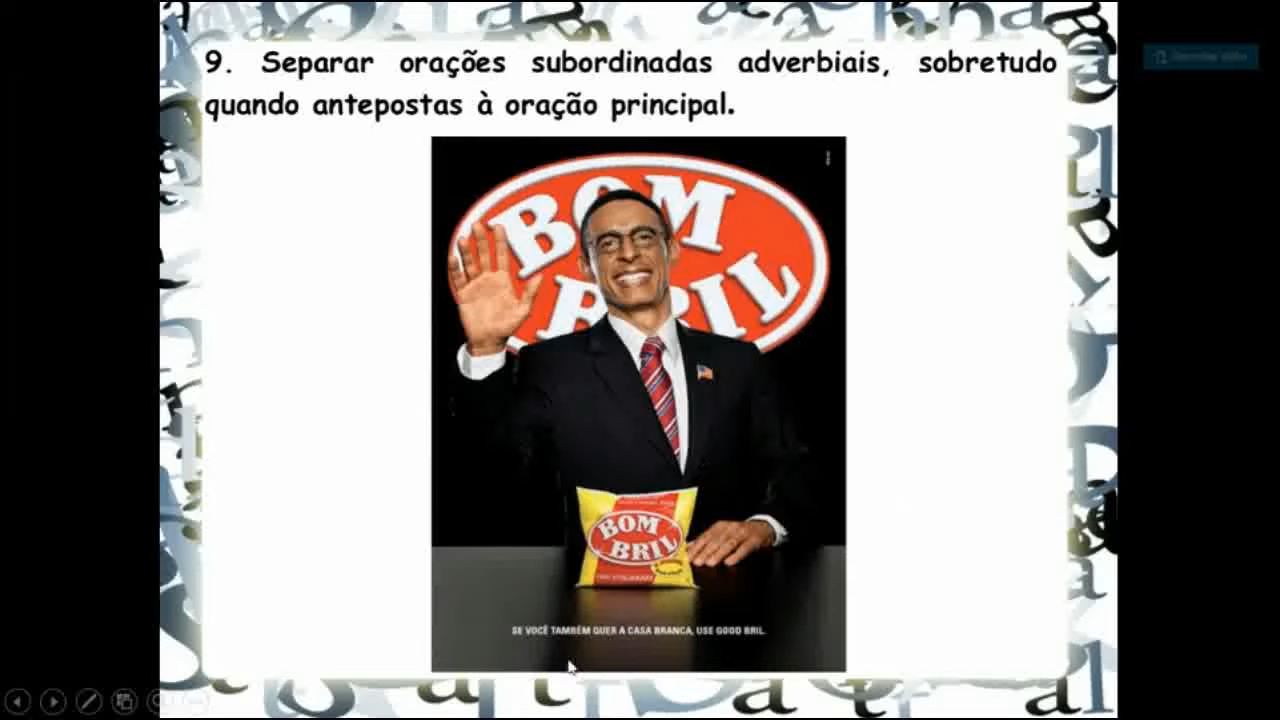 9. Separar orações subordinadas adverbiais, sobretudo
quando antepostas à oração principal.
BOM
BRIL
BOM
BRIL
SE VOCÊ TAMBÉM QUER A CASA BRANCA, USE GOOD BRIL.